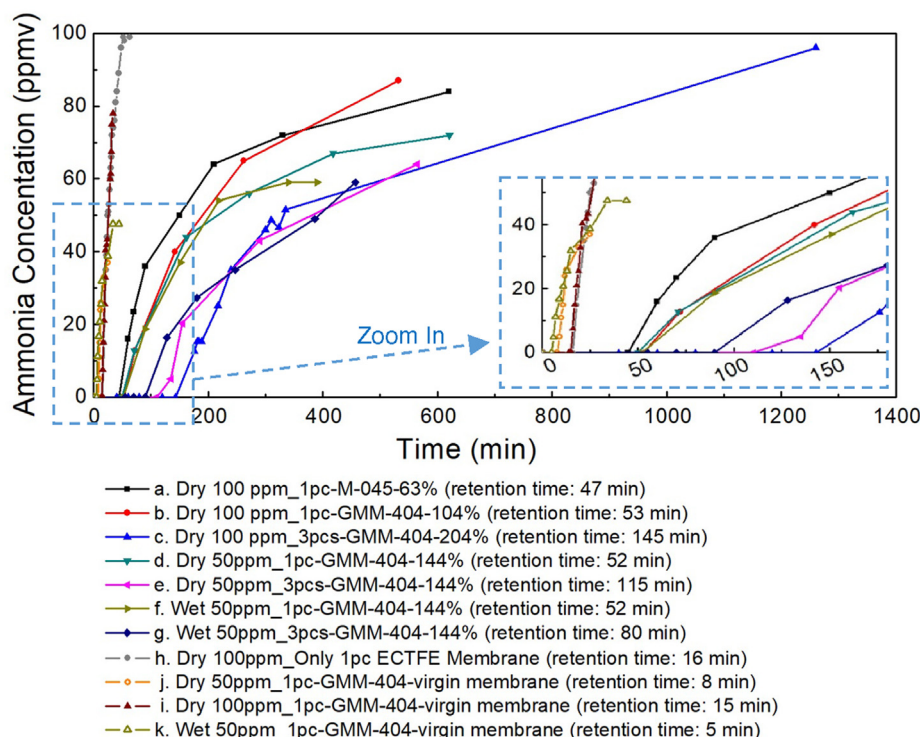 Ammonia Concentation (ppmv)
100
80
60
40
20
0
0 200 400 600 800 1000 1200 1400
Time (min)
Zoom In
40
20
0
0 50 100 150
a. Dry 100 ppm_1pc-M-045-63% (retention time: 47 min)
b. Dry 100 ppm_1pc-GMM-404-104% (retention time: 53 min)
c. Dry 100 ppm_3pcs-GMM-404-204% (retention time: 145 min)
d. Dry 50ppm_1pc-GMM-404-144% (retention time: 52 min)
e. Dry 50ppm_3pcs-GMM-404-144% (retention time: 115 min)
f. Wet 50ppm_1pc-GMM-404-144% (retention time: 52 min)
g. Wet 50ppm_3pcs-GMM-404-144% (retention time: 80 min)
h. Dry 100ppm_Only 1pc ECTFE Membrane (retention time: 16 min)
j. Dry 50ppm_1pc-GMM-404-virgin membrane (retention time: 8 min)
i. Dry 100ppm_1pc-GMM-404-virgin membrane (retention time: 15 min)
k. Wet 50ppm_1pc-GMM-404-virgin membrane (retention time: 5 min)